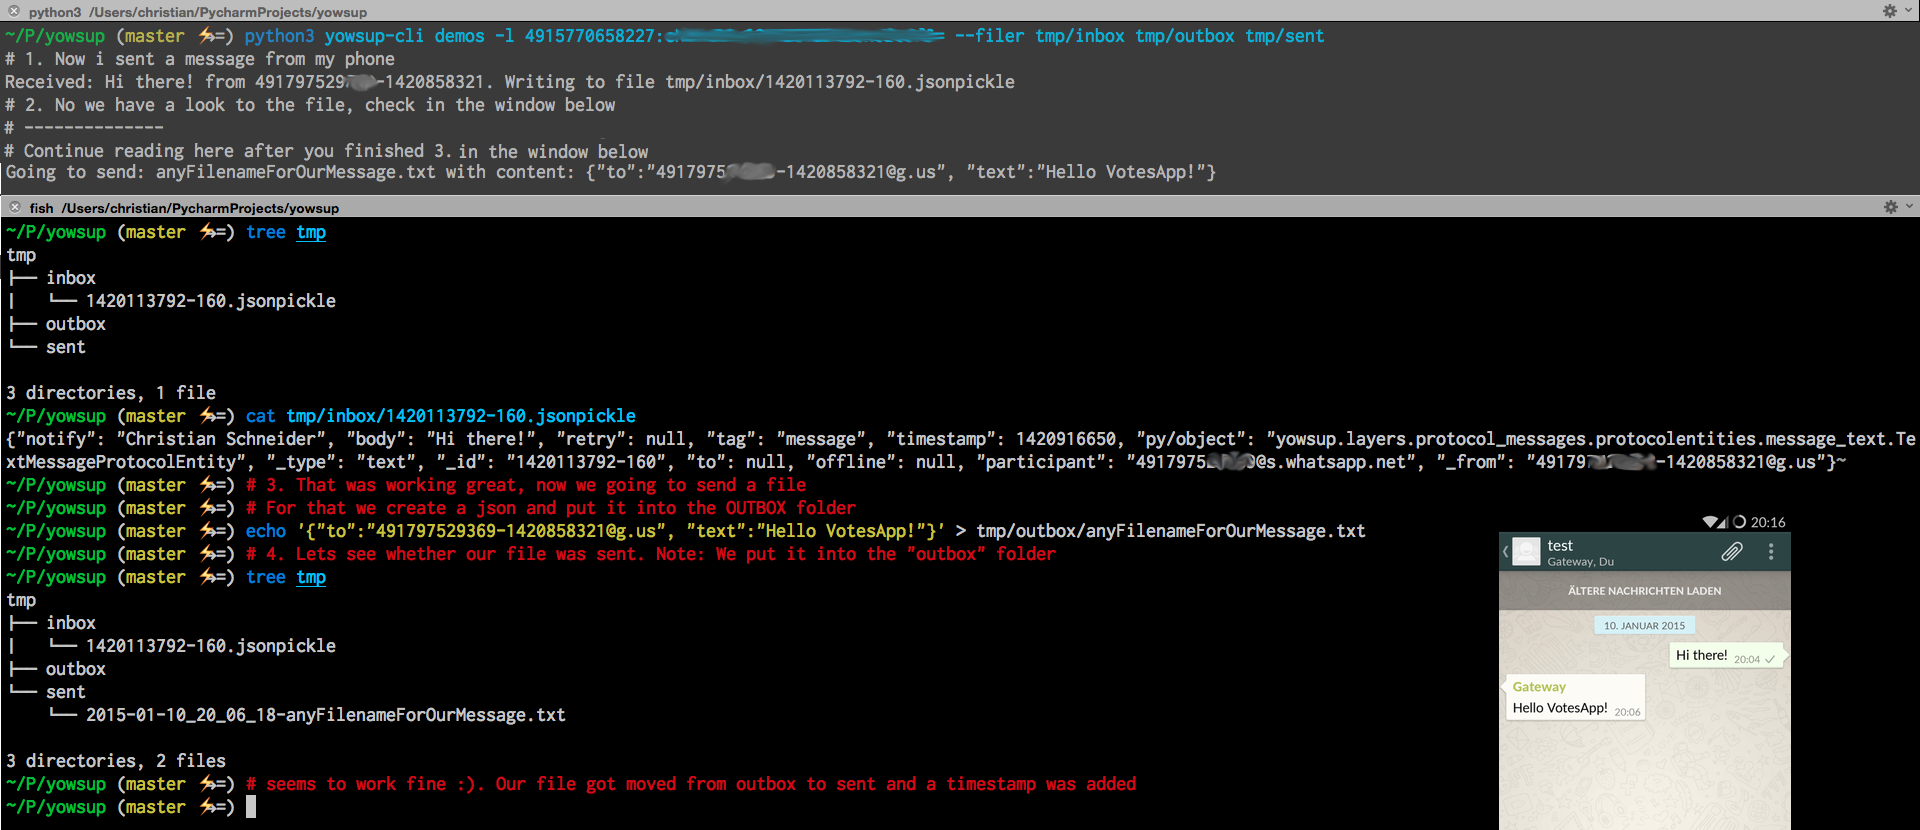 python3 /Users/christian/PycharmProjects/yowsup
~/P/yowsup (master ⚡=) python3 yowsup-cli demos -l 4915770658227: --filer tmp/inbox tmp/outbox tmp/sent
# 1. Now i sent a message from my phone
Received: Hi there! from 491797529 -1420858321. Writing to file tmp/inbox/1420113792-160.jsonpickle
# 2. No we have a look to the file, check in the window below
# --------------
# Continue reading here after you finished 3. in the window below
Going to send: anyFilenameForOurMessage.txt with content: {"to":"4917975 -1420858321@g.us", "text":"Hello VotesApp!"}
fish /Users/christian/PycharmProjects/yowsup
~/P/yowsup (master ⚡=) tree tmp
tmp
├── inbox
│   └── 1420113792-160.jsonpickle
├── outbox
└── sent
3 directories, 1 file
~/P/yowsup (master ⚡=) cat tmp/inbox/1420113792-160.jsonpickle
{"notify": "Christian Schneider", "body": "Hi there!", "retry": null, "tag": "message", "timestamp": 1420916650, "py/object": "yowsup.layers.protocol_messages.protocolentities.message_text.Te
xtMessageProtocolEntity", "_type": "text", "_id": "1420113792-160", "to": null, "offline": null, "participant": "4917975 @s.whatsapp.net", "_from": "49179 -1420858321@g.us"}~
~/P/yowsup (master ⚡=) # 3. That was working great, now we going to send a file
~/P/yowsup (master ⚡=) # For that we create a json and put it into the OUTBOX folder
~/P/yowsup (master ⚡=) echo '{"to":"491797529369-1420858321@g.us", "text":"Hello VotesApp!"}' > tmp/outbox/anyFilenameForOurMessage.txt
~/P/yowsup (master ⚡=) # 4. Lets see whether our file was sent. Note: We put it into the "outbox" folder
~/P/yowsup (master ⚡=) tree tmp
tmp
├── inbox
│   └── 1420113792-160.jsonpickle
├── outbox
└── sent
    └── 2015-01-10_20_06_18-anyFilenameForOurMessage.txt
3 directories, 2 files
~/P/yowsup (master ⚡=) # seems to work fine :). Our file got moved from outbox to sent and a timestamp was added
~/P/yowsup (master ⚡=)
20:16
test
Gateway, Du
ÄLTERE NACHRICHTEN LADEN
10. JANUAR 2015
Hi there! 20:04 ✓
Gateway
Hello VotesApp! 20:06